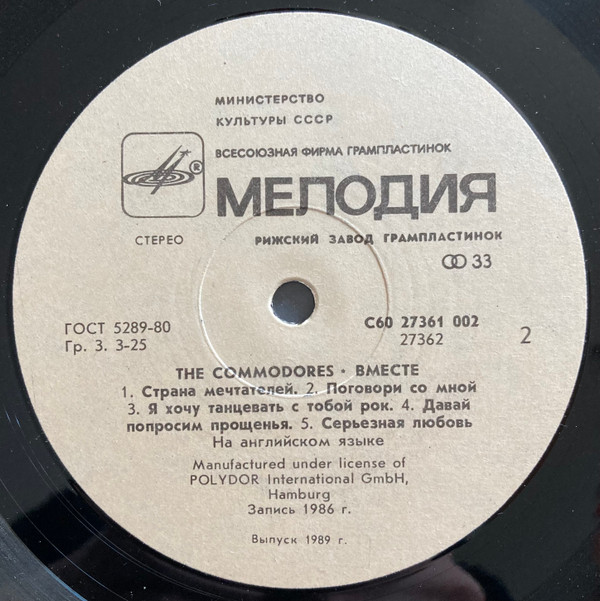 МИНИСТЕРСТВО
КУЛЬТУРЫ СССР
ВСЕСОЮЗНАЯ ФИРМА ГРАМПЛАСТИНОК
®
МЕЛОДИЯ
СТЕРЕО
РИЖСКИЙ ЗАВОД ГРАМПЛАСТИНОК
33
ГОСТ 5289-80
Гр. 3. 3-25
С60 27361 002
27362
2
THE COMMODORES · ВМЕСТЕ
1. Страна мечтателей. 2. Поговори со мной
3. Я хочу танцевать с тобой рок. 4. Давай
попросим прощенья. 5. Серьезная любовь
На английском языке
Manufactured under license of
POLYDOR International GmbH,
Hamburg
Запись 1986 г.
Выпуск 1989 г.